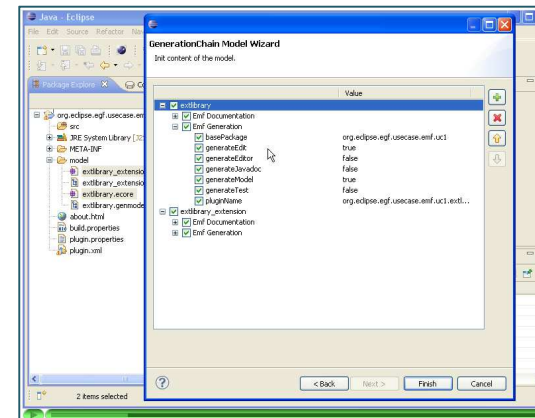 Java - Eclipse
File Edit Source Refactor
GenerationChain Model Wizard
Init content of the model.
Package Explore
Value
extlibrary
Emf Documentation
Emf Generation
basePackage org.eclipse.egf.usecase.emf.uc1
generateEdit true
generateEditor false
generateJavadoc false
generateModel true
generateTest false
pluginName org.eclipse.egf.usecase.emf.uc1.extl...
extlibrary_extension
Emf Documentation
Emf Generation
org.eclipse.egf.usecase.em
src
JRE System Library
META-INF
model
extlibrary_extensio
extlibrary_extensio
extlibrary.ecore
extlibrary.genmode
about.html
build.properties
plugin.properties
plugin.xml
< Back Next > Finish Cancel
2 items selected